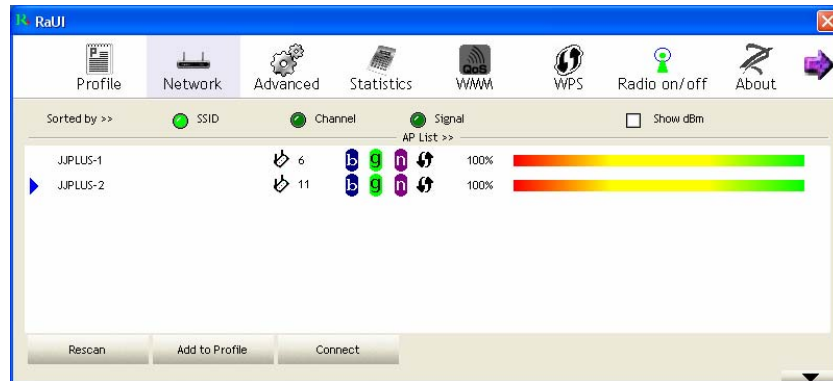 RaUI
Profile Network Advanced Statistics QoS WMM WPS Radio on/off About
Sorted by >> SSID Channel Signal Show dBm
AP List >>
JJPLUS-1 6 b g n 100%
JJPLUS-2 11 b g n 100%
Rescan Add to Profile Connect